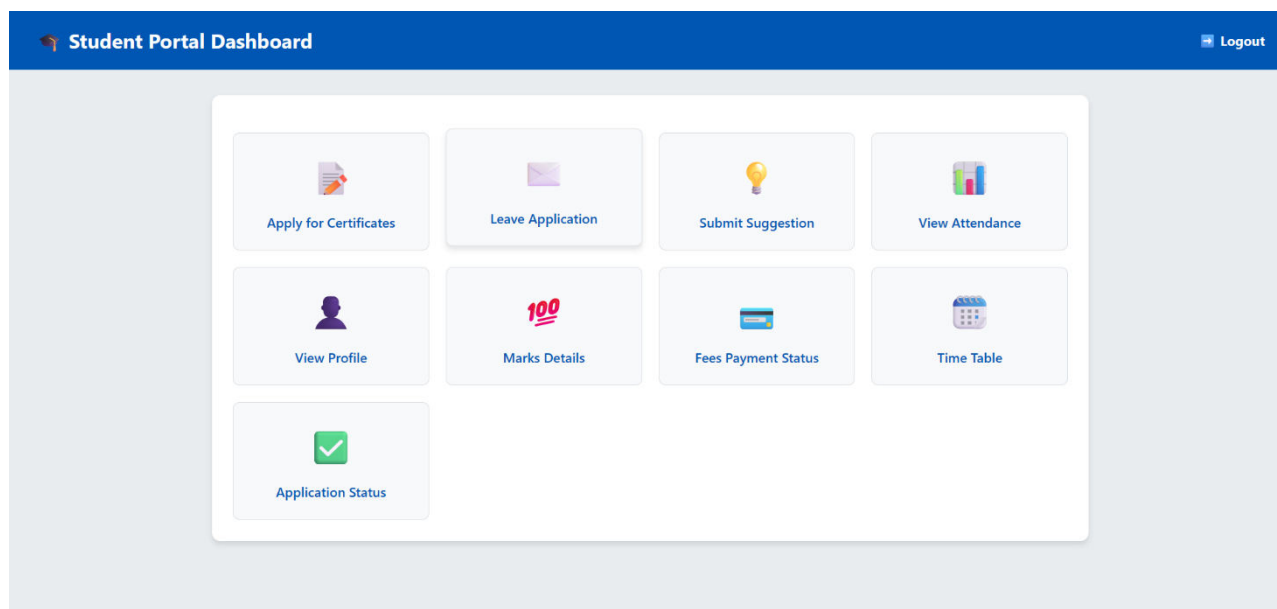 Student Portal Dashboard
Logout
Apply for Certificates
Leave Application
Submit Suggestion
View Attendance
View Profile
100
Marks Details
Fees Payment Status
Time Table
Application Status